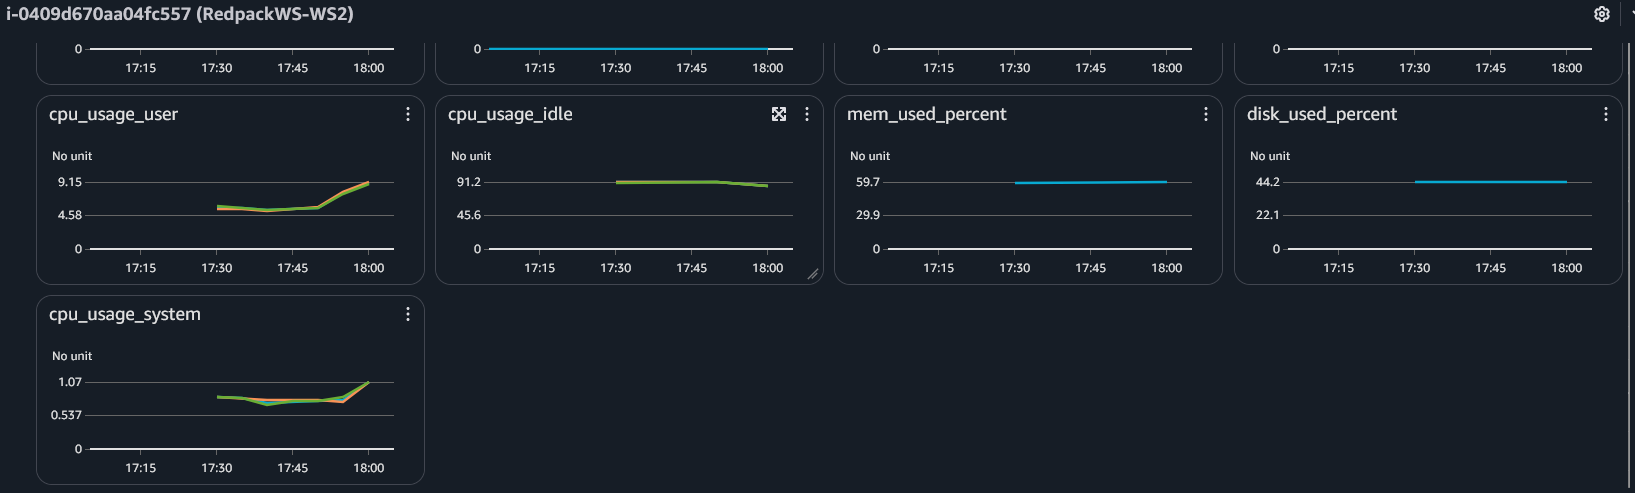 i-0409d670aa04fc557 (RedpackWS-WS2)
0 0 0 0
17:15 17:30 17:45 18:00 17:15 17:30 17:45 18:00 17:15 17:30 17:45 18:00 17:15 17:30 17:45 18:00
cpu_usage_user
No unit
9.15
4.58
0
17:15 17:30 17:45 18:00
cpu_usage_idle
No unit
91.2
45.6
0
17:15 17:30 17:45 18:00
mem_used_percent
No unit
59.7
29.9
0
17:15 17:30 17:45 18:00
disk_used_percent
No unit
44.2
22.1
0
17:15 17:30 17:45 18:00
cpu_usage_system
No unit
1.07
0.537
0
17:15 17:30 17:45 18:00